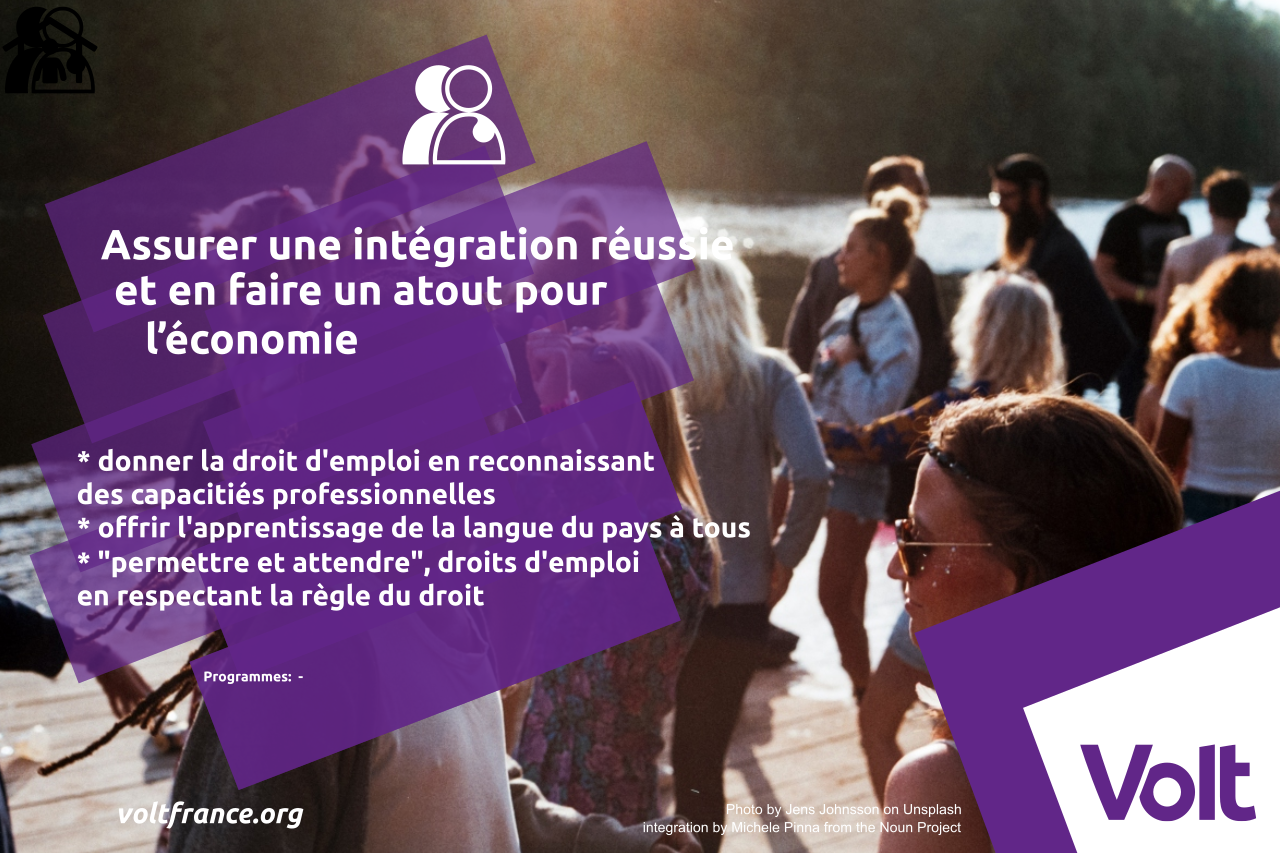 Assurer une intégration réussie
et en faire un atout pour
l’économie
* donner la droit d'emploi en reconnaissant
des capacitiés professionnelles
* offrir l'apprentissage de la langue du pays à tous
* "permettre et attendre", droits d'emploi
en respectant la règle du droit
Programmes: -
voltfrance.org
Photo by Jens Johnsson on Unsplash
integration by Michele Pinna from the Noun Project
Volt